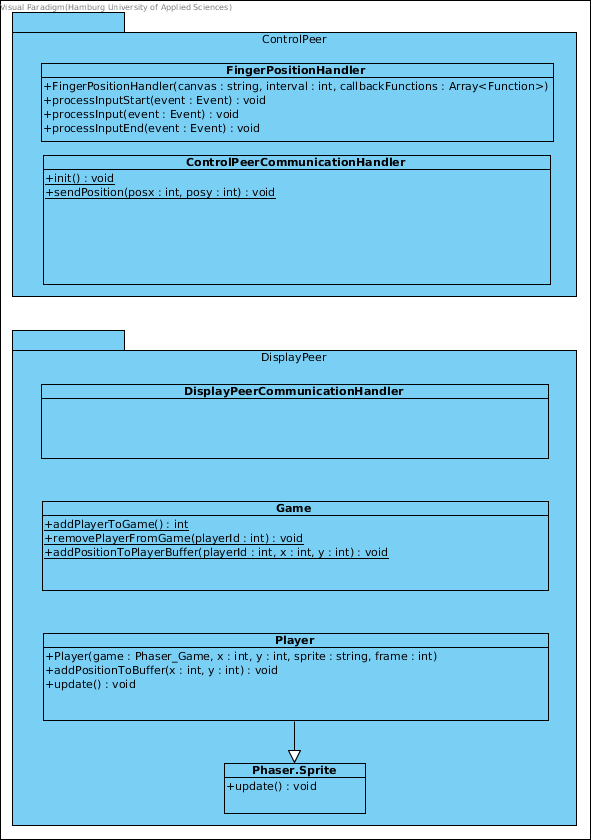 Visual Paradigm(Hamburg University of Applied Sciences)
ControlPeer
FingerPositionHandler
+FingerPositionHandler(canvas : string, interval : int, callbackFunctions : Array<Function>)
+processInputStart(event : Event) : void
+processInput(event : Event) : void
+processInputEnd(event : Event) : void
ControlPeerCommunicationHandler
+init() : void
+sendPosition(posx : int, posy : int) : void
DisplayPeer
DisplayPeerCommunicationHandler
Game
+addPlayerToGame() : int
+removePlayerFromGame(playerId : int) : void
+addPositionToPlayerBuffer(playerId : int, x : int, y : int) : void
Player
+Player(game : Phaser_Game, x : int, y : int, sprite : string, frame : int)
+addPositionToBuffer(x : int, y : int) : void
+update() : void
Phaser.Sprite
+update() : void